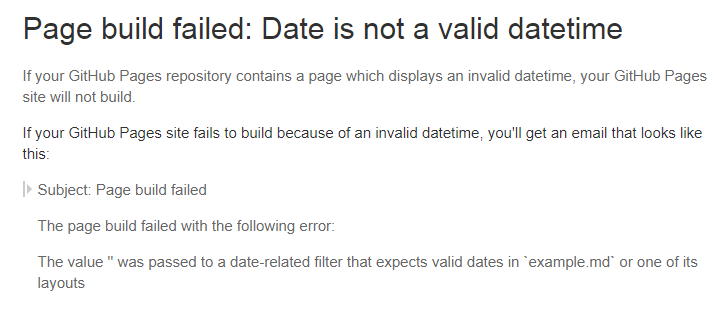 Page build failed: Date is not a valid datetime
If your GitHub Pages repository contains a page which displays an invalid datetime, your GitHub Pages
site will not build.
If your GitHub Pages site fails to build because of an invalid datetime, you'll get an email that looks like
this:
Subject: Page build failed
The page build failed with the following error:
The value '' was passed to a date-related filter that expects valid dates in `example.md` or one of its
layouts